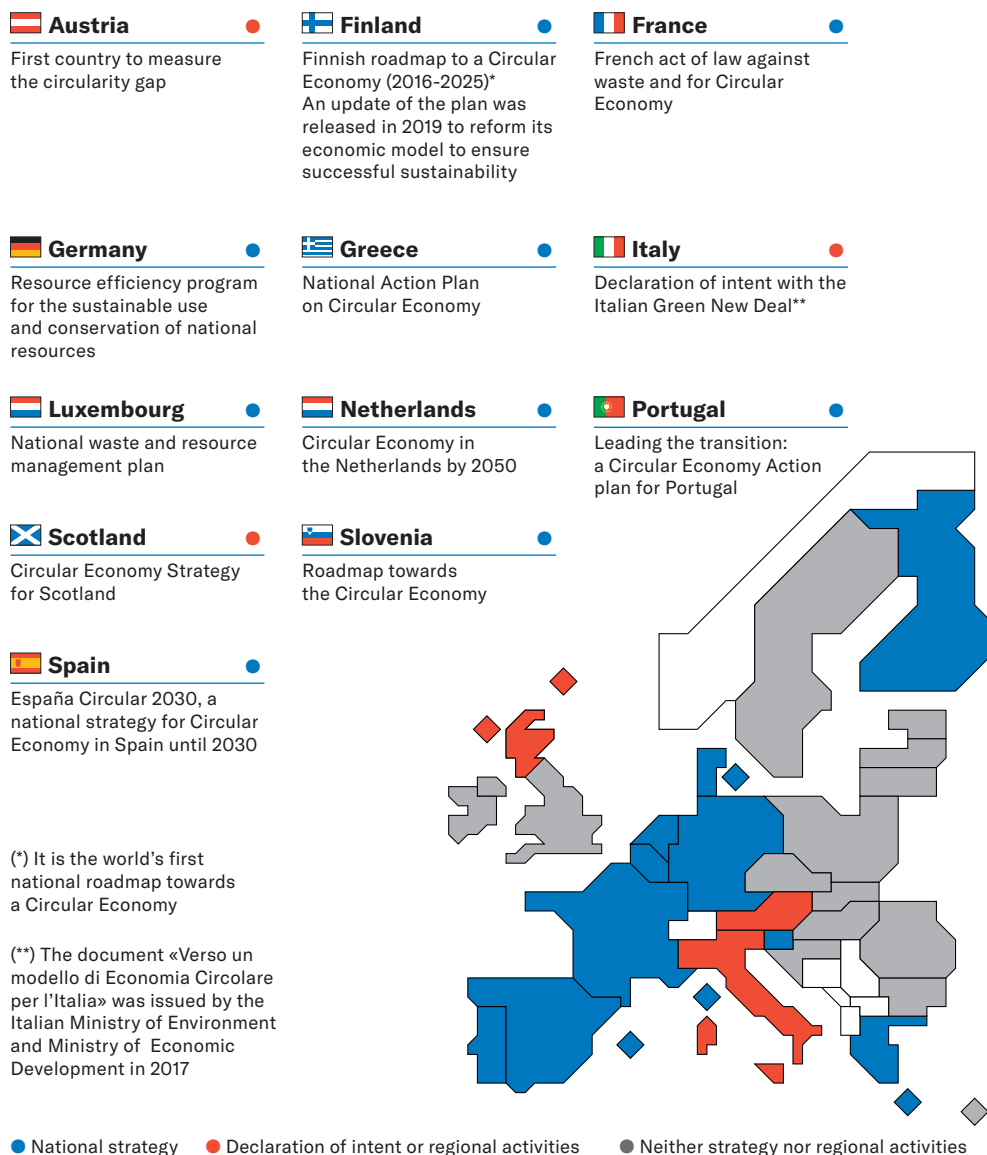 Austria
First country to measure
the circularity gap
Finland
Finnish roadmap to a Circular
Economy (2016-2025)*
An update of the plan was
released in 2019 to reform its
economic model to ensure
successful sustainability
France
French act of law against
waste and for Circular
Economy
Germany
Resource efficiency program
for the sustainable use
and conservation of national
resources
Greece
National Action Plan
on Circular Economy
Italy
Declaration of intent with the
Italian Green New Deal**
Luxembourg
National waste and resource
management plan
Netherlands
Circular Economy in
the Netherlands by 2050
Portugal
Leading the transition:
a Circular Economy Action
plan for Portugal
Scotland
Circular Economy Strategy
for Scotland
Slovenia
Roadmap towards
the Circular Economy
Spain
España Circular 2030, a
national strategy for Circular
Economy in Spain until 2030
(*) It is the world’s first
national roadmap towards
a Circular Economy
(**) The document «Verso un
modello di Economia Circolare
per l’Italia» was issued by the
Italian Ministry of Environment
and Ministry of Economic
Development in 2017
National strategy
Declaration of intent or regional activities
Neither strategy nor regional activities